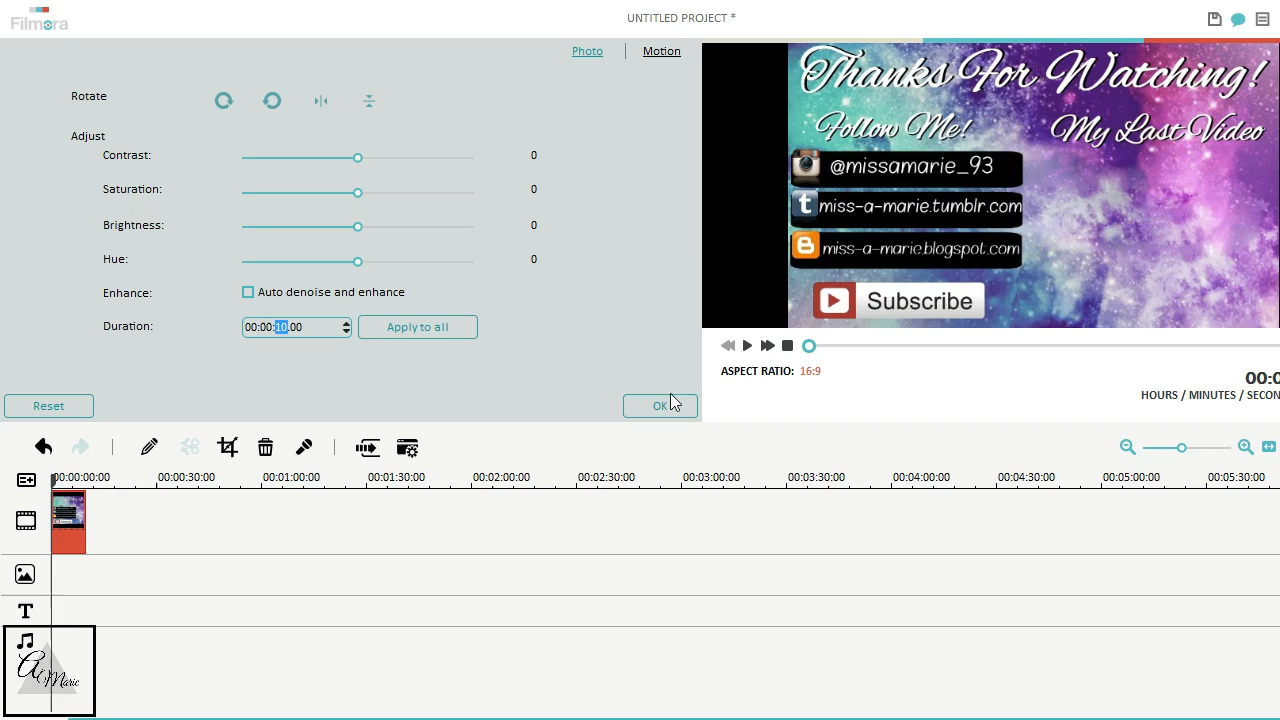 Filmora
UNTITLED PROJECT *
Photo
Motion
Rotate
Adjust
Contrast:
0
Saturation:
0
Brightness:
0
Hue:
0
Enhance:
Auto denoise and enhance
Duration:
00:00:10.00
Apply to all
Reset
OK
Thanks For Watching!
Follow Me!
My Last Video
@missamarie_93
miss-a-marie.tumblr.com
miss-a-marie.blogspot.com
Subscribe
ASPECT RATIO: 16:9
00:0
HOURS / MINUTES / SECON
00:00:00:00
00:00:30:00
00:01:00:00
00:01:30:00
00:02:00:00
00:02:30:00
00:03:00:00
00:03:30:00
00:04:00:00
00:04:30:00
00:05:00:00
00:05:30:00
T
Marie